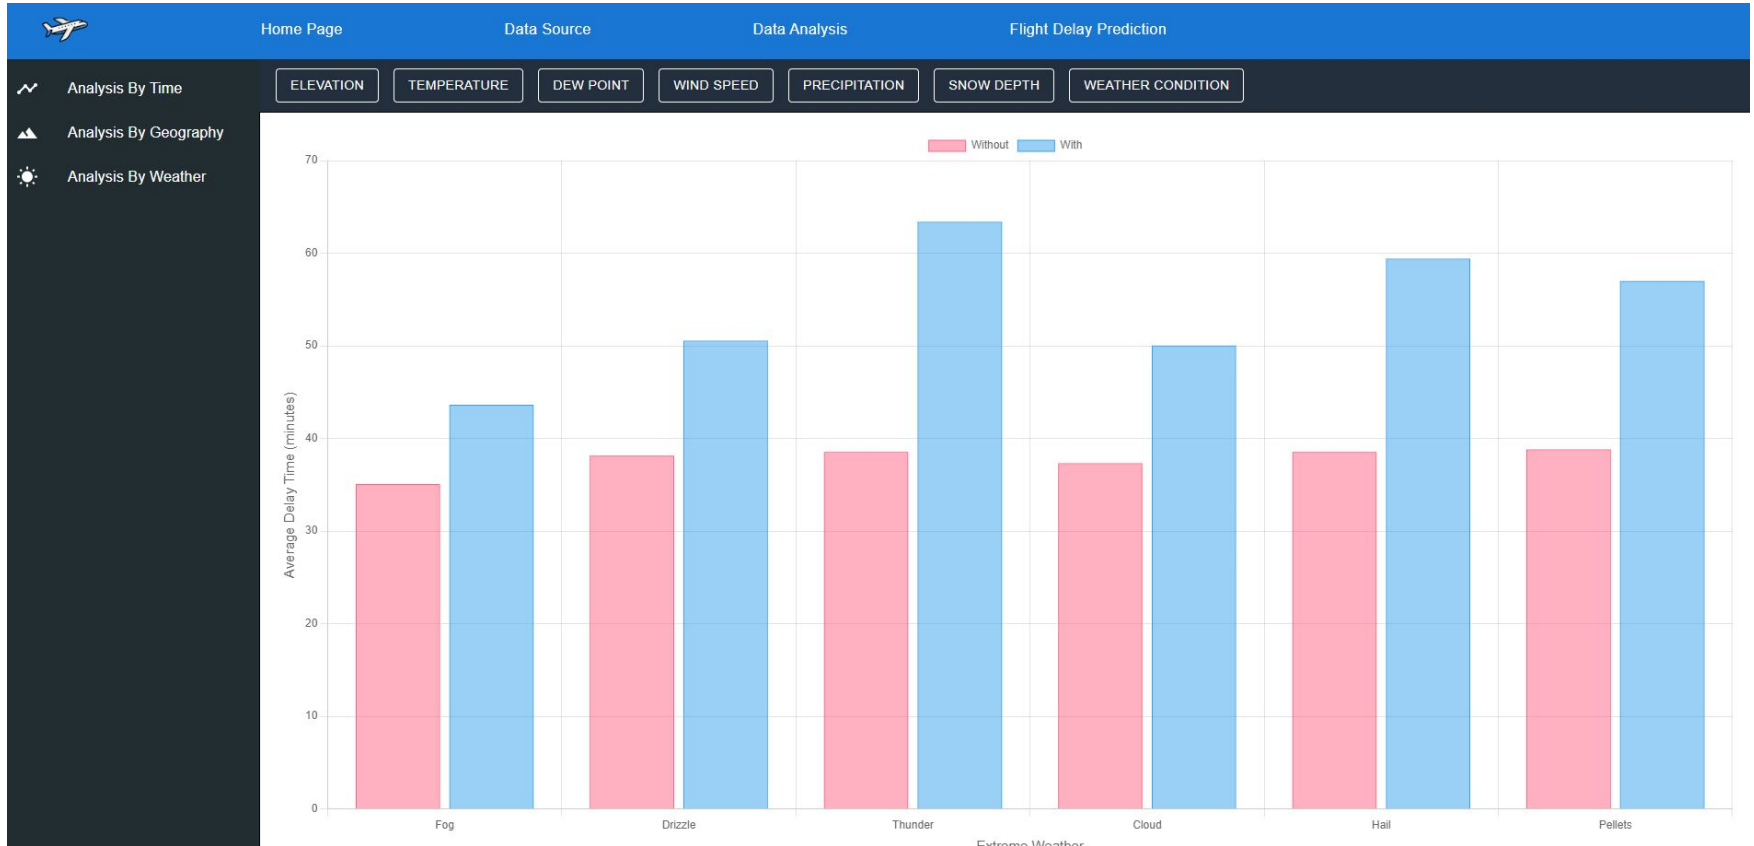 Home Page Data Source Data Analysis Flight Delay Prediction
Analysis By Time
Analysis By Geography
Analysis By Weather
ELEVATION TEMPERATURE DEW POINT WIND SPEED PRECIPITATION SNOW DEPTH WEATHER CONDITION
Without With
Average Delay Time (minutes)
70
60
50
40
30
20
10
0
Fog Drizzle Thunder Cloud Hail Pellets
Extreme Weather